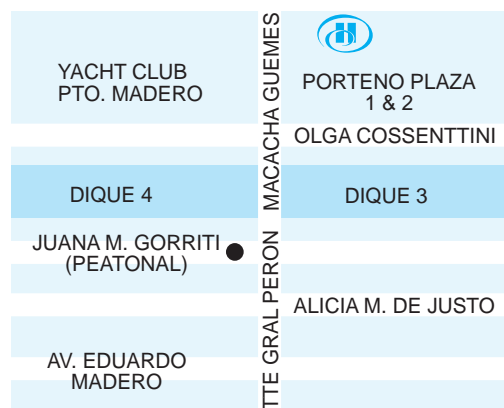 YACHT CLUB
PTO. MADERO
MACACHA GUEMES
H
PORTENO PLAZA
1 & 2
OLGA COSSENTTINI
DIQUE 4
DIQUE 3
JUANA M. GORRITI
(PEATONAL)
TTE GRAL PERON
ALICIA M. DE JUSTO
AV. EDUARDO
MADERO